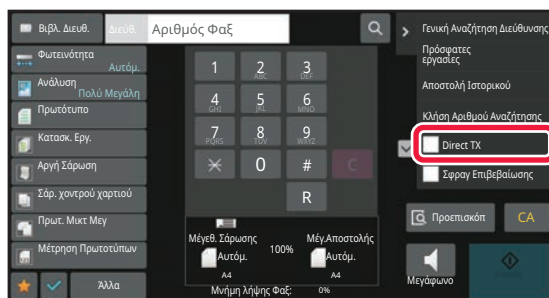 Βιβλ. Διευθ.
Διεύθ.
Αριθμός Φαξ
Φωτεινότητα
Αυτόμ.
Ανάλυση
Πολύ Μεγάλη
Πρωτότυπο
Κατασκ. Εργ.
Αργή Σάρωση
Σάρ. χοντρού χαρτιού
Πρωτ. Μικτ Μεγ
Μέτρηση Πρωτοτύπων
Άλλα
1
2
ABC
3
DEF
4
GHI
5
JKL
6
MNO
7
PQRS
8
TUV
9
WXYZ
0
#
C
R
Μέγεθ. Σάρωσης
Αυτόμ.
A4
100%
Μέγ.Αποστολής
Αυτόμ.
A4
Μνήμη λήψης Φαξ: 0%
Γενική Αναζήτηση Διεύθυνσης
Πρόσφατες
εργασίες
Αποστολή Ιστορικού
Κλήση Αριθμού Αναζήτησης
Direct TX
Σφραγ Επιβεβαίωσης
Προεπισκόπ
CA
Μεγάφωνο